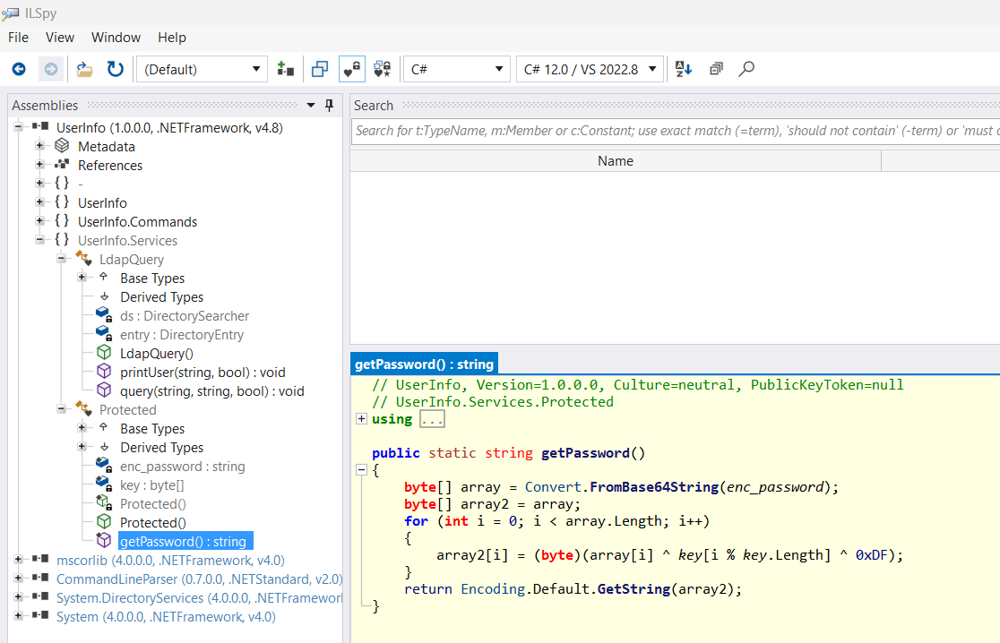 ILSpy
File View Window Help
(Default) C# C# 12.0 / VS 2022.8
Assemblies
UserInfo (1.0.0.0, .NETFramework, v4.8)
Metadata
References
{ } -
{ } UserInfo
{ } UserInfo.Commands
{ } UserInfo.Services
LdapQuery
Base Types
Derived Types
ds : DirectorySearcher
entry : DirectoryEntry
LdapQuery()
printUser(string, bool) : void
query(string, string, bool) : void
Protected
Base Types
Derived Types
enc_password : string
key : byte[]
Protected()
Protected()
getPassword() : string
mscorlib (4.0.0.0, .NETFramework, v4.0)
CommandLineParser (0.7.0.0, .NETStandard, v2.0)
System.DirectoryServices (4.0.0.0, .NETFramework
System (4.0.0.0, .NETFramework, v4.0)
Search
Search for t:TypeName, m:Member or c:Constant; use exact match (=term), 'should not contain' (-term) or 'must
Name
getPassword() : string
// UserInfo, Version=1.0.0.0, Culture=neutral, PublicKeyToken=null
// UserInfo.Services.Protected
using ...
public static string getPassword()
{
byte[] array = Convert.FromBase64String(enc_password);
byte[] array2 = array;
for (int i = 0; i < array.Length; i++)
{
array2[i] = (byte)(array[i] ^ key[i % key.Length] ^ 0xDF);
}
return Encoding.Default.GetString(array2);
}